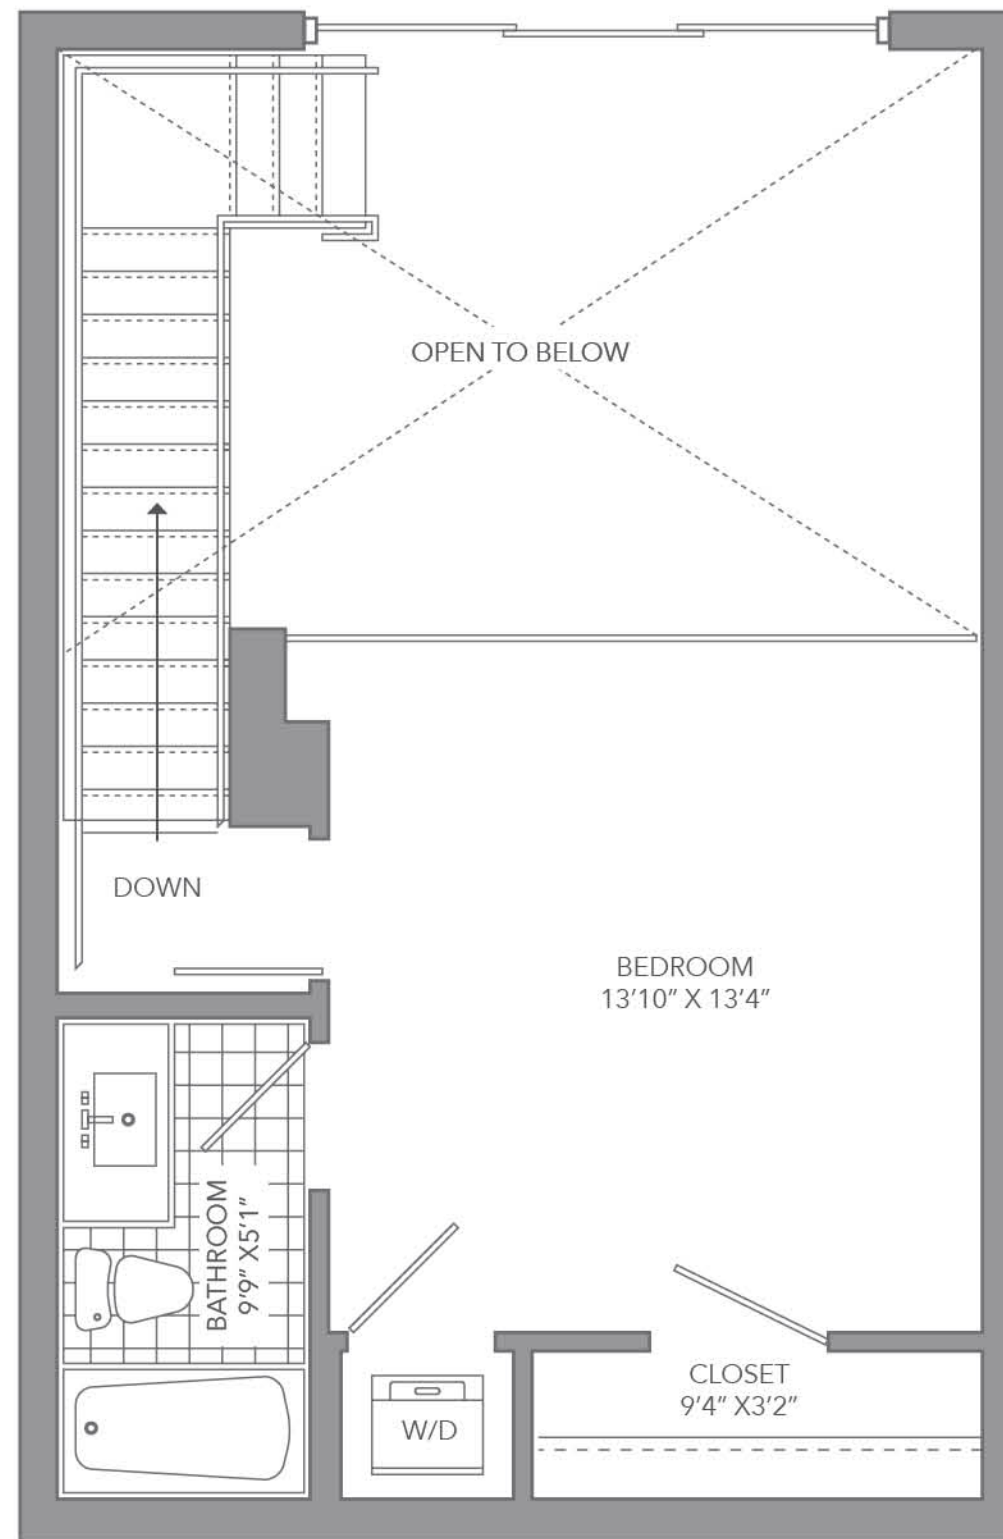 OPEN TO BELOW
DOWN
BEDROOM
13’10” X 13’4”
BATHROOM
9’9” X5’1”
CLOSET
9’4” X3’2”
W/D